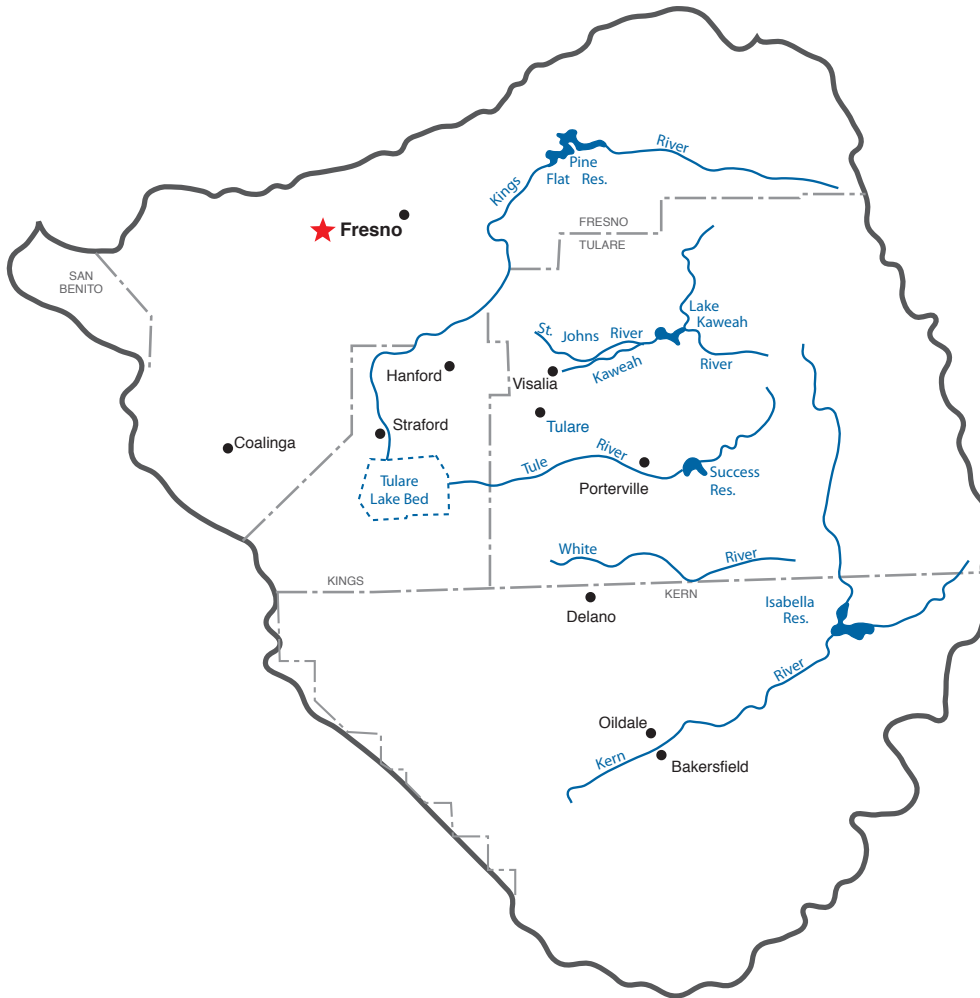 River
Pine
Flat Res.
Kings
Fresno
FRESNO
TULARE
SAN
BENITO
Lake
Kaweah
St. Johns River
Kaweah River
Hanford
Visalia
Straford
Tulare
Coalinga
Tule River
Porterville
Success
Res.
Tulare
Lake Bed
White River
KINGS
KERN
Delano
Isabella
Res.
River
Oildale
Kern
Bakersfield